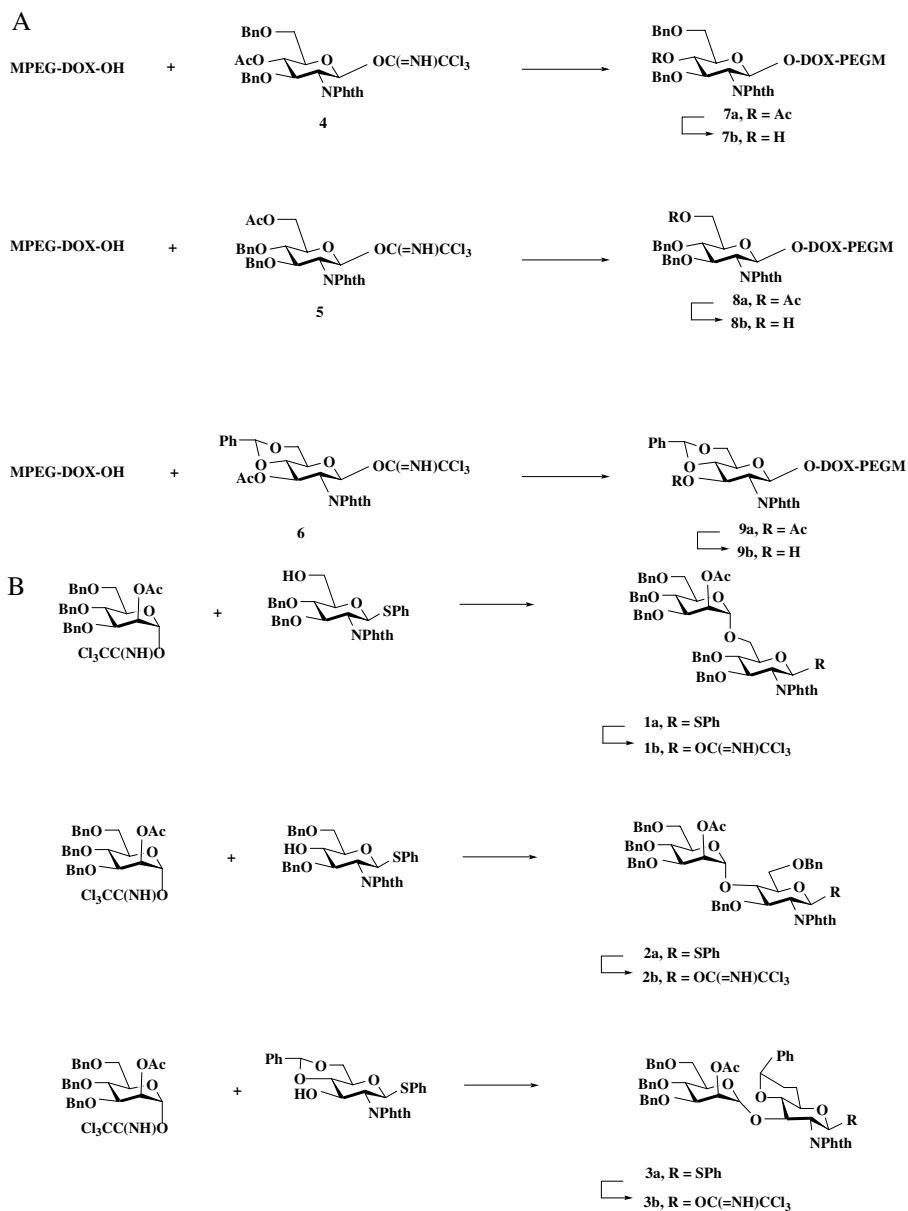 A
BnO
AcO
BnO
OC(=NH)CCl3
O
NPhth
MPEG-DOX-OH + 4
BnO
RO
BnO
O
O-DOX-PEGM
NPhth
7a, R = Ac
7b, R = H
AcO
BnO
BnO
O
OC(=NH)CCl3
NPhth
MPEG-DOX-OH + 5
RO
BnO
BnO
O
O-DOX-PEGM
NPhth
8a, R = Ac
8b, R = H
Ph
O
O
AcO
O
OC(=NH)CCl3
NPhth
MPEG-DOX-OH + 6
Ph
O
O
RO
O
O-DOX-PEGM
NPhth
9a, R = Ac
9b, R = H
B
BnO
OAc
BnO
BnO
O
Cl3CC(NH)O
+
HO
BnO
BnO
O
SPh
NPhth
BnO
OAc
BnO
BnO
O
O
BnO
BnO
O
R
NPhth
1a, R = SPh
1b, R = OC(=NH)CCl3
BnO
OAc
BnO
BnO
O
Cl3CC(NH)O
+
BnO
HO
BnO
O
SPh
NPhth
BnO
OAc
BnO
BnO
O
OBn
O
BnO
O
R
NPhth
2a, R = SPh
2b, R = OC(=NH)CCl3
BnO
OAc
BnO
BnO
O
Cl3CC(NH)O
+
Ph
O
O
HO
O
SPh
NPhth
BnO
OAc
BnO
BnO
O
Ph
O
O
O
R
NPhth
3a, R = SPh
3b, R = OC(=NH)CCl3